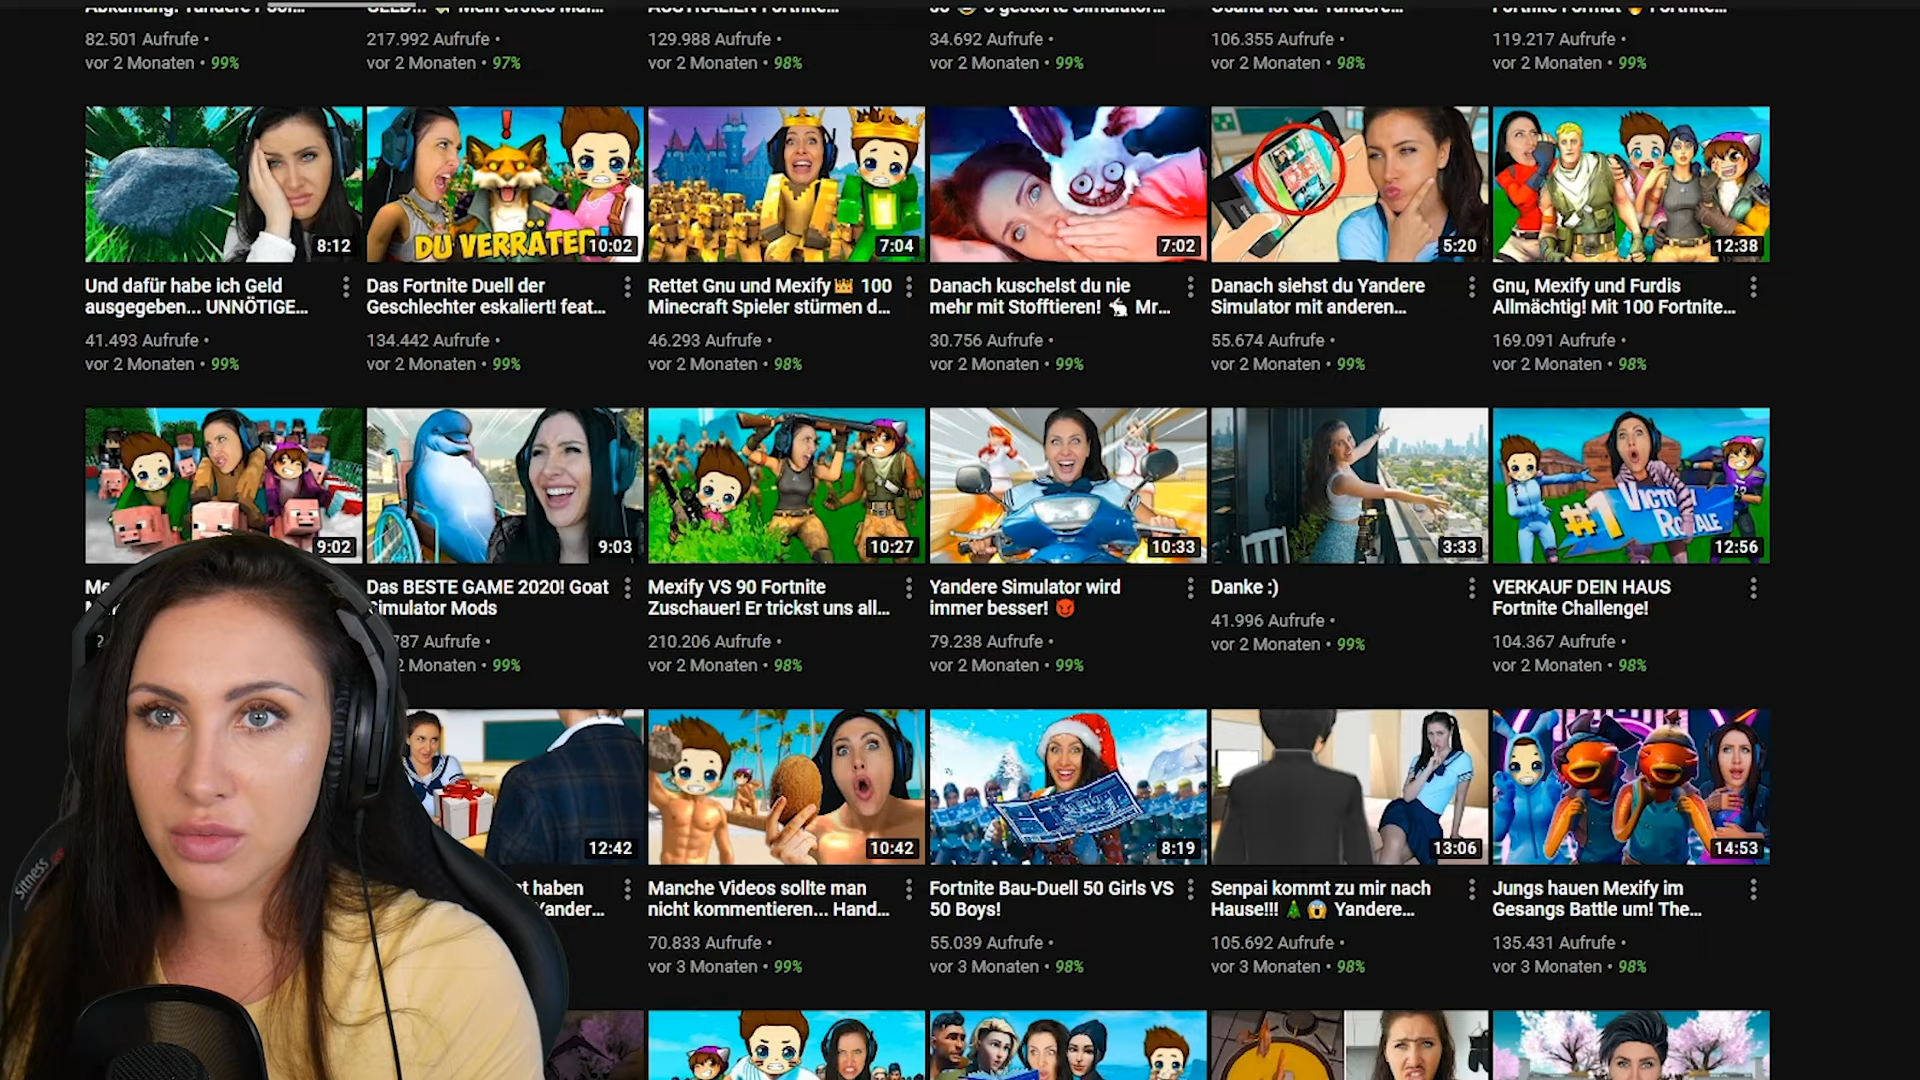 82.501 Aufrufe •
vor 2 Monaten • 99%
217.992 Aufrufe •
vor 2 Monaten • 97%
129.988 Aufrufe •
vor 2 Monaten • 98%
34.692 Aufrufe •
vor 2 Monaten • 99%
106.355 Aufrufe •
vor 2 Monaten • 98%
119.217 Aufrufe •
vor 2 Monaten • 99%
8:12
Und dafür habe ich Geld
ausgegeben... UNNÖTIGE...
41.493 Aufrufe •
vor 2 Monaten • 99%
DU VERRÄTER
10:02
Das Fortnite Duell der
Geschlechter eskaliert! feat...
134.442 Aufrufe •
vor 2 Monaten • 99%
7:04
Rettet Gnu und Mexify 👑 100
Minecraft Spieler stürmen d...
46.293 Aufrufe •
vor 2 Monaten • 98%
7:02
Danach kuschelst du nie
mehr mit Stofftieren! 🐇 Mr...
30.756 Aufrufe •
vor 2 Monaten • 99%
5:20
Danach siehst du Yandere
Simulator mit anderen...
55.674 Aufrufe •
vor 2 Monaten • 99%
12:38
Gnu, Mexify und Furdis
Allmächtig! Mit 100 Fortnite...
169.091 Aufrufe •
vor 2 Monaten • 98%
9:02
9:03
Das BESTE GAME 2020! Goat
Simulator Mods
787 Aufrufe •
2 Monaten • 99%
10:27
Mexify VS 90 Fortnite
Zuschauer! Er trickst uns all...
210.206 Aufrufe •
vor 2 Monaten • 98%
10:33
Yandere Simulator wird
immer besser! 😈
79.238 Aufrufe •
vor 2 Monaten • 99%
3:33
Danke :)
41.996 Aufrufe •
vor 2 Monaten • 99%
#1 VICTORY
ROYALE
12:56
VERKAUF DEIN HAUS
Fortnite Challenge!
104.367 Aufrufe •
vor 2 Monaten • 98%
12:42
haben
Yander...
10:42
Manche Videos sollte man
nicht kommentieren... Hand...
70.833 Aufrufe •
vor 3 Monaten • 99%
8:19
Fortnite Bau-Duell 50 Girls VS
50 Boys!
55.039 Aufrufe •
vor 3 Monaten • 98%
13:06
Senpai kommt zu mir nach
Hause!!! 🎄😱 Yandere...
105.692 Aufrufe •
vor 3 Monaten • 98%
14:53
Jungs hauen Mexify im
Gesangs Battle um! The...
135.431 Aufrufe •
vor 3 Monaten • 98%